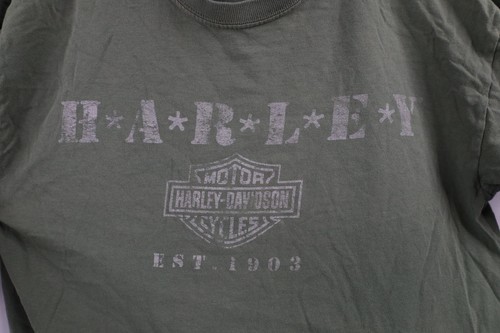 H*A*R*L*E*Y
MOTOR
HARLEY-DAVIDSON
CYCLES
EST. 1903